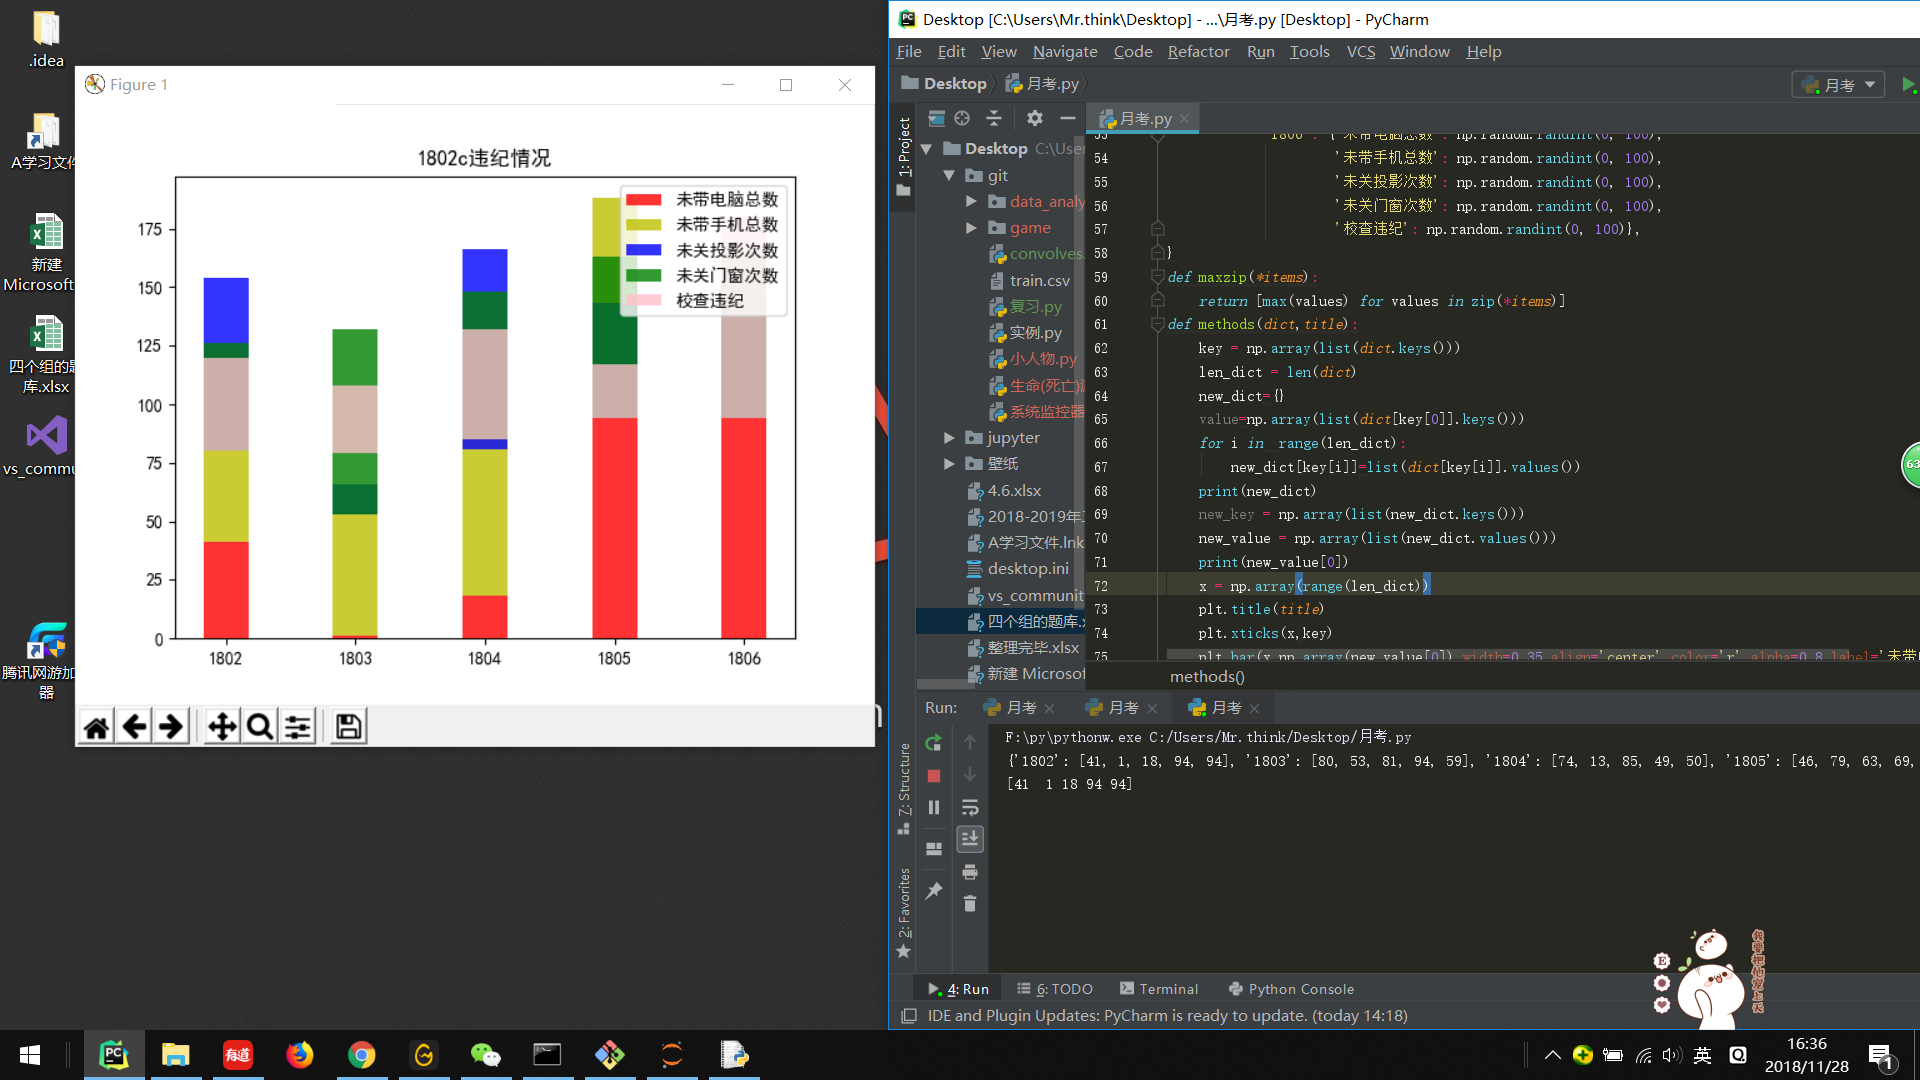 .idea
A学习文件
新建
Microsoft
四个组的题
库.xlsx
vs_commu
腾讯网游加
器
Figure 1
1802c违纪情况
未带电脑总数
未带手机总数
未关投影次数
未关门窗次数
校查违纪
175
150
125
100
75
50
25
0
1802 1803 1804 1805 1806
Desktop [C:\Users\Mr.think\Desktop] - ...\月考.py [Desktop] - PyCharm
File Edit View Navigate Code Refactor Run Tools VCS Window Help
Desktop 月考.py 月考
1: Project
月考.py
Desktop C:\User
git
data_analy
game
convolves.
train.csv
复习.py
实例.py
小人物.py
生命(死亡)
系统监控器
jupyter
壁纸
4.6.xlsx
2018-2019年
A学习文件.lnk
desktop.ini
vs_communit
四个组的题库.x
整理完毕.xlsx
新建 Microsof
53 '1806': {'未带电脑总数': np.random.randint(0, 100),
54 '未带手机总数': np.random.randint(0, 100),
55 '未关投影次数': np.random.randint(0, 100),
56 '未关门窗次数': np.random.randint(0, 100),
57 '校查违纪': np.random.randint(0, 100)},
58 }
59 def maxzip(*items):
60 return [max(values) for values in zip(*items)]
61 def methods(dict,title):
62 key = np.array(list(dict.keys()))
63 len_dict = len(dict)
64 new_dict={}
65 value=np.array(list(dict[key[0]].keys()))
66 for i in range(len_dict):
67 new_dict[key[i]]=list(dict[key[i]].values())
68 print(new_dict)
69 new_key = np.array(list(new_dict.keys()))
70 new_value = np.array(list(new_dict.values()))
71 print(new_value[0])
72 x = np.array(range(len_dict))
73 plt.title(title)
74 plt.xticks(x,key)
75 plt.bar(x,np.array(new_value[0]),width=0.35,align='center',color='r',alpha=0.8,label='未带
methods()
Run: 月考 月考 月考
7: Structure
2: Favorites
F:\py\pythonw.exe C:/Users/Mr.think/Desktop/月考.py
{'1802': [41, 1, 18, 94, 94], '1803': [80, 53, 81, 94, 59], '1804': [74, 13, 85, 49, 50], '1805': [46, 79, 63, 69,
[41  1 18 94 94]
63
E
4: Run 6: TODO Terminal Python Console
IDE and Plugin Updates: PyCharm is ready to update. (today 14:18)
PC
有道
英
16:36
2018/11/28
1